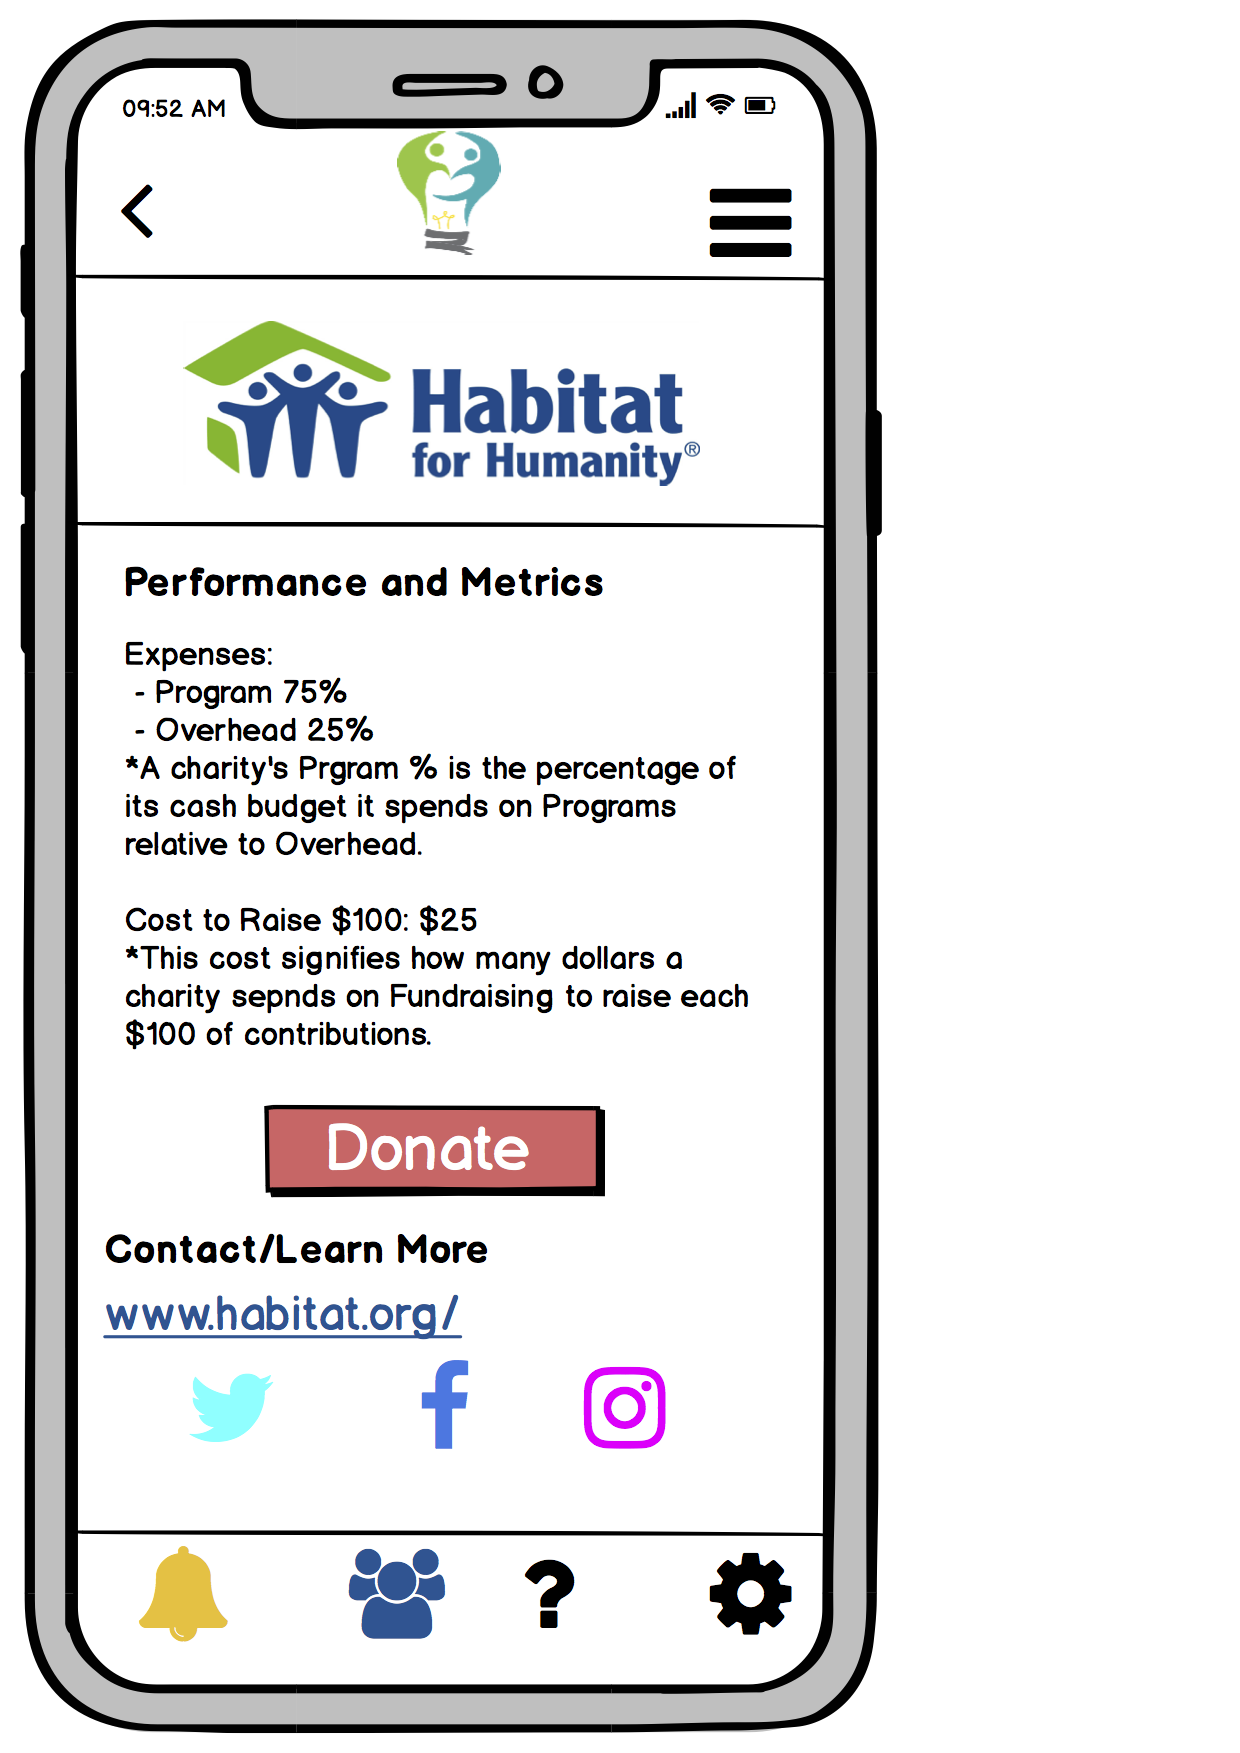 09:52 AM
Habitat
for Humanity®
Performance and Metrics
Expenses:
- Program 75%
- Overhead 25%
*A charity's Prgram % is the percentage of
its cash budget it spends on Programs
relative to Overhead.
Cost to Raise $100: $25
*This cost signifies how many dollars a
charity sepnds on Fundraising to raise each
$100 of contributions.
Donate
Contact/Learn More
www.habitat.org/
?